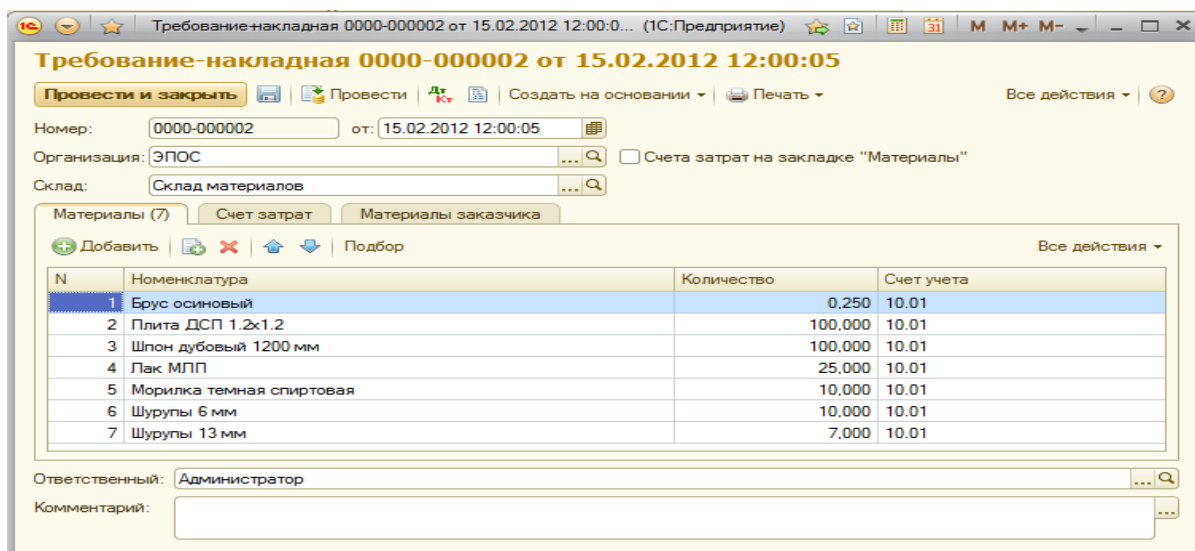 1С Требование-накладная 0000-000002 от 15.02.2012 12:00:0... (1С:Предприятие) 31 M M+ M-
Требование-накладная 0000-000002 от 15.02.2012 12:00:05
Провести и закрыть Провести Дт Кт Создать на основании Печать Все действия ?
Номер: 0000-000002 от: 15.02.2012 12:00:05
Организация: ЭПОС ... Счета затрат на закладке "Материалы"
Склад: Склад материалов ...
Материалы (7) Счет затрат Материалы заказчика
Добавить Подбор Все действия
N Номенклатура Количество Счет учета
1 Брус осиновый 0,250 10.01
2 Плита ДСП 1.2х1.2 100,000 10.01
3 Шпон дубовый 1200 мм 100,000 10.01
4 Лак МЛП 25,000 10.01
5 Морилка темная спиртовая 10,000 10.01
6 Шурупы 6 мм 10,000 10.01
7 Шурупы 13 мм 7,000 10.01
Ответственный: Администратор ...
Комментарий: ...